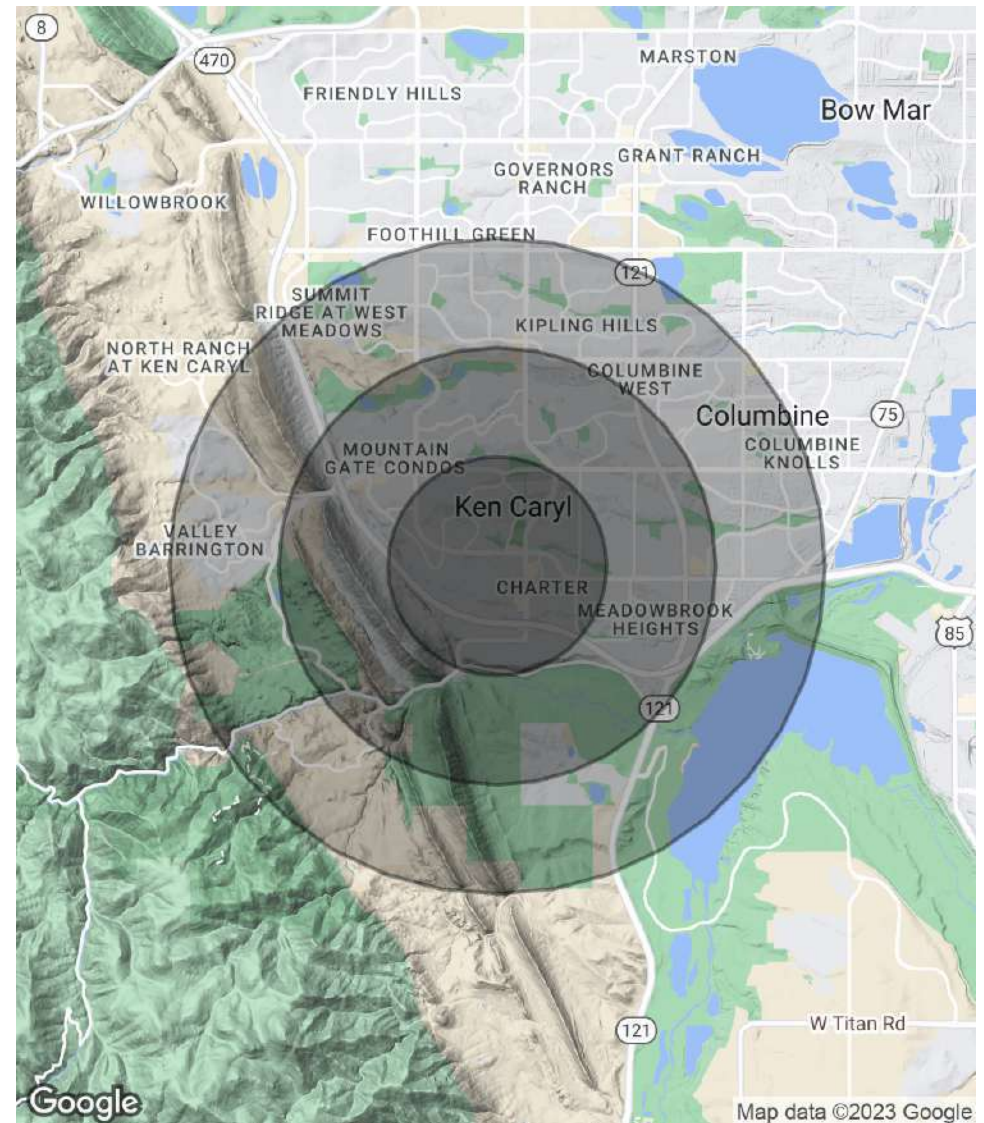 8
470
MARSTON
FRIENDLY HILLS
Bow Mar
GOVERNORS
RANCH
GRANT RANCH
WILLOWBROOK
FOOTHILL GREEN
121
SUMMIT
RIDGE AT WEST
MEADOWS
KIPLING HILLS
NORTH RANCH
AT KEN CARYL
COLUMBINE
WEST
Columbine
75
COLUMBINE
KNOLLS
MOUNTAIN
GATE CONDOS
Ken Caryl
VALLEY
BARRINGTON
CHARTER
MEADOWBROOK
HEIGHTS
85
121
W Titan Rd
121
Google
Map data ©2023 Google